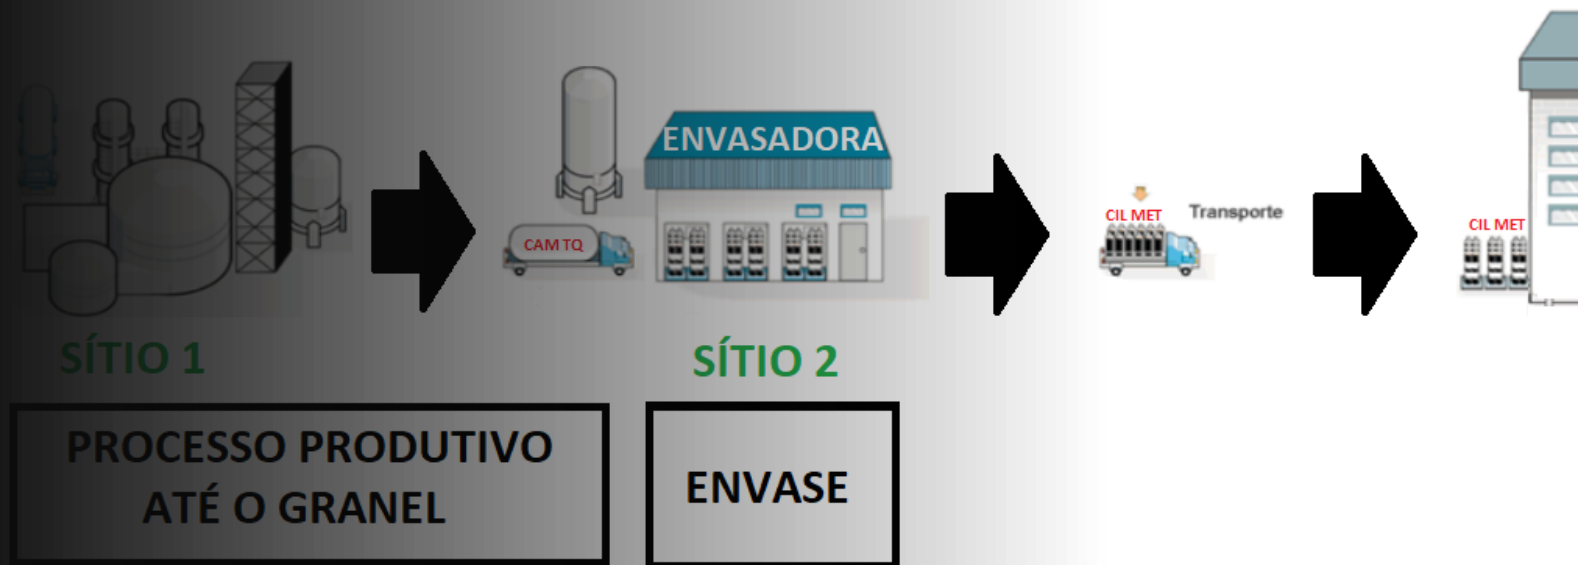 ENVASADORA
CAM TQ
CIL MET
Transporte
CIL MET
SÍTIO 1
SÍTIO 2
PROCESSO PRODUTIVO
ATÉ O GRANEL
ENVASE